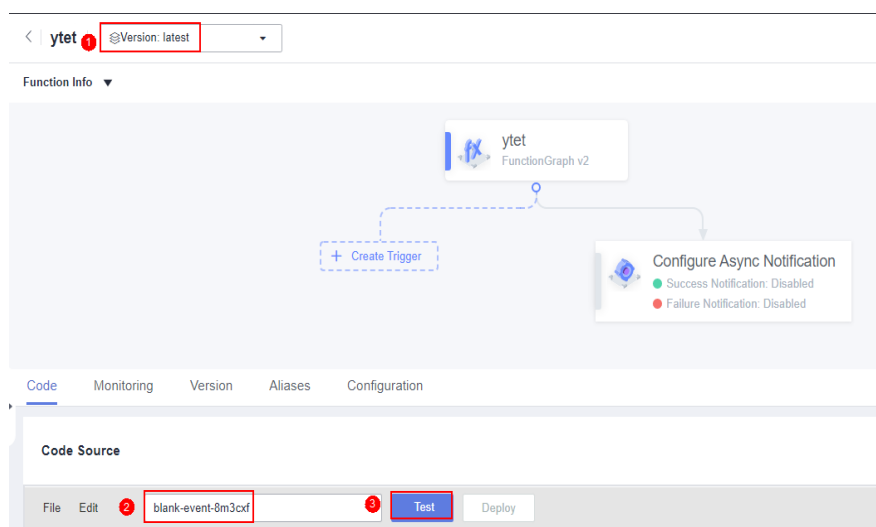 ytet 1 Version: latest
Function Info
ytet
FunctionGraph v2
+ Create Trigger
Configure Async Notification
Success Notification: Disabled
Failure Notification: Disabled
Code Monitoring Version Aliases Configuration
Code Source
File Edit 2 blank-event-8m3cxf 3 Test Deploy